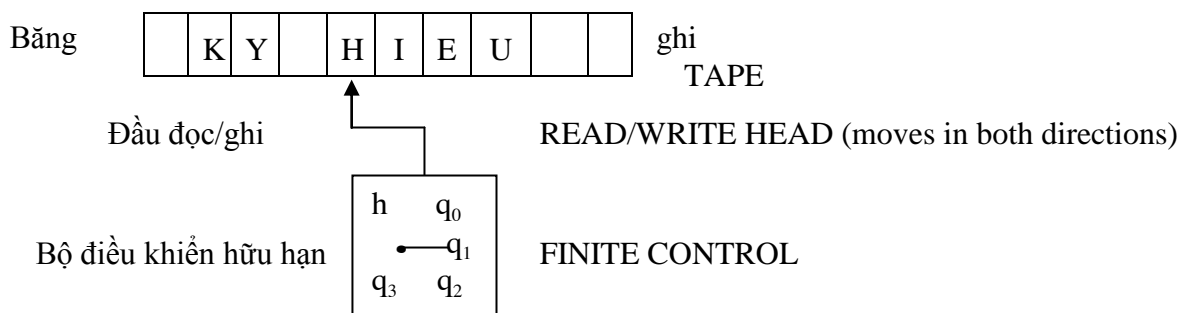 Băng K Y H I E U ghi
TAPE
Đầu đọc/ghi READ/WRITE HEAD (moves in both directions)
h q₀
Bộ điều khiển hữu hạn q₁ FINITE CONTROL
q₃ q₂